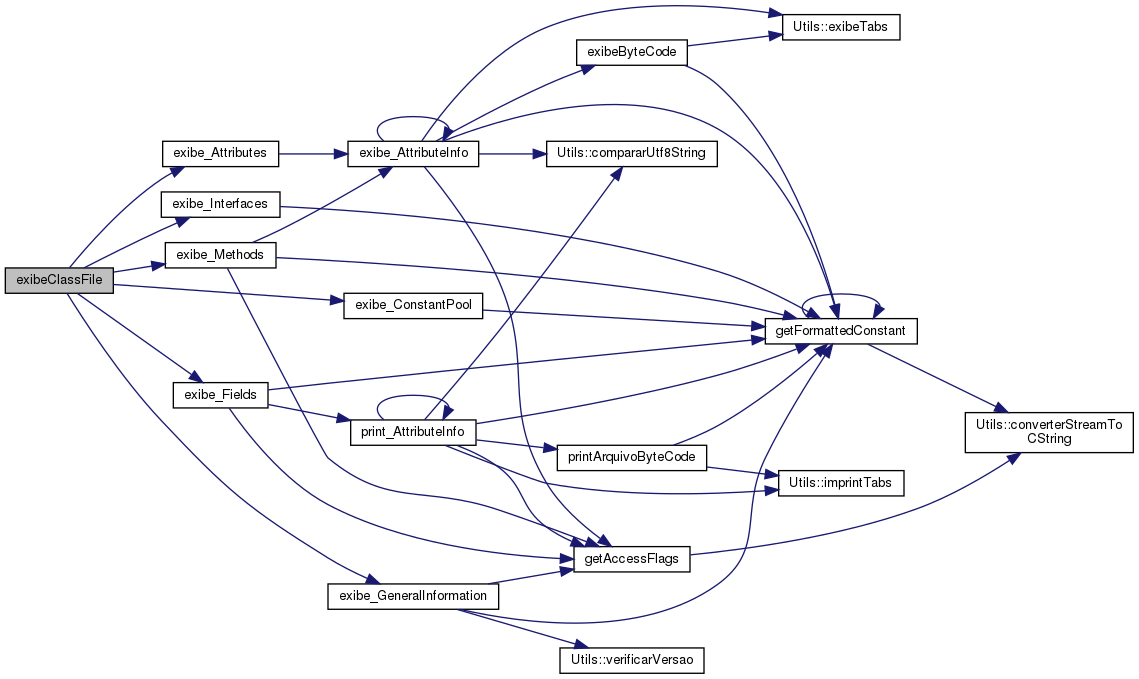 Utils::exibeTabs
exibeByteCode
exibe_Attributes
exibe_AttributeInfo
Utils::compararUtf8String
exibe_Interfaces
exibe_Methods
exibeClassFile
exibe_ConstantPool
getFormattedConstant
exibe_Fields
print_AttributeInfo
Utils::converterStreamTo
CString
printArquivoByteCode
Utils::imprintTabs
getAccessFlags
exibe_GeneralInformation
Utils::verificarVersao